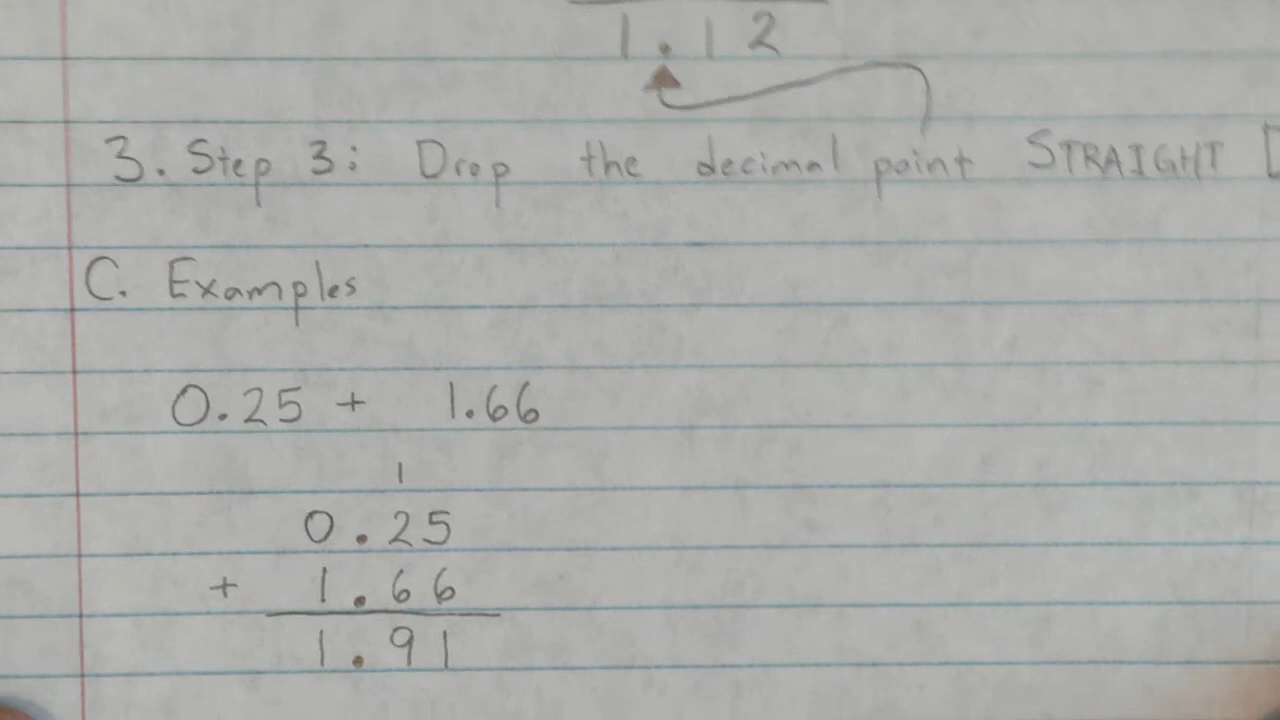 1.12
3. Step 3: Drop the decimal point STRAIGHT
C. Examples
0.25 + 1.66
1
0.25
+ 1.66
1.91